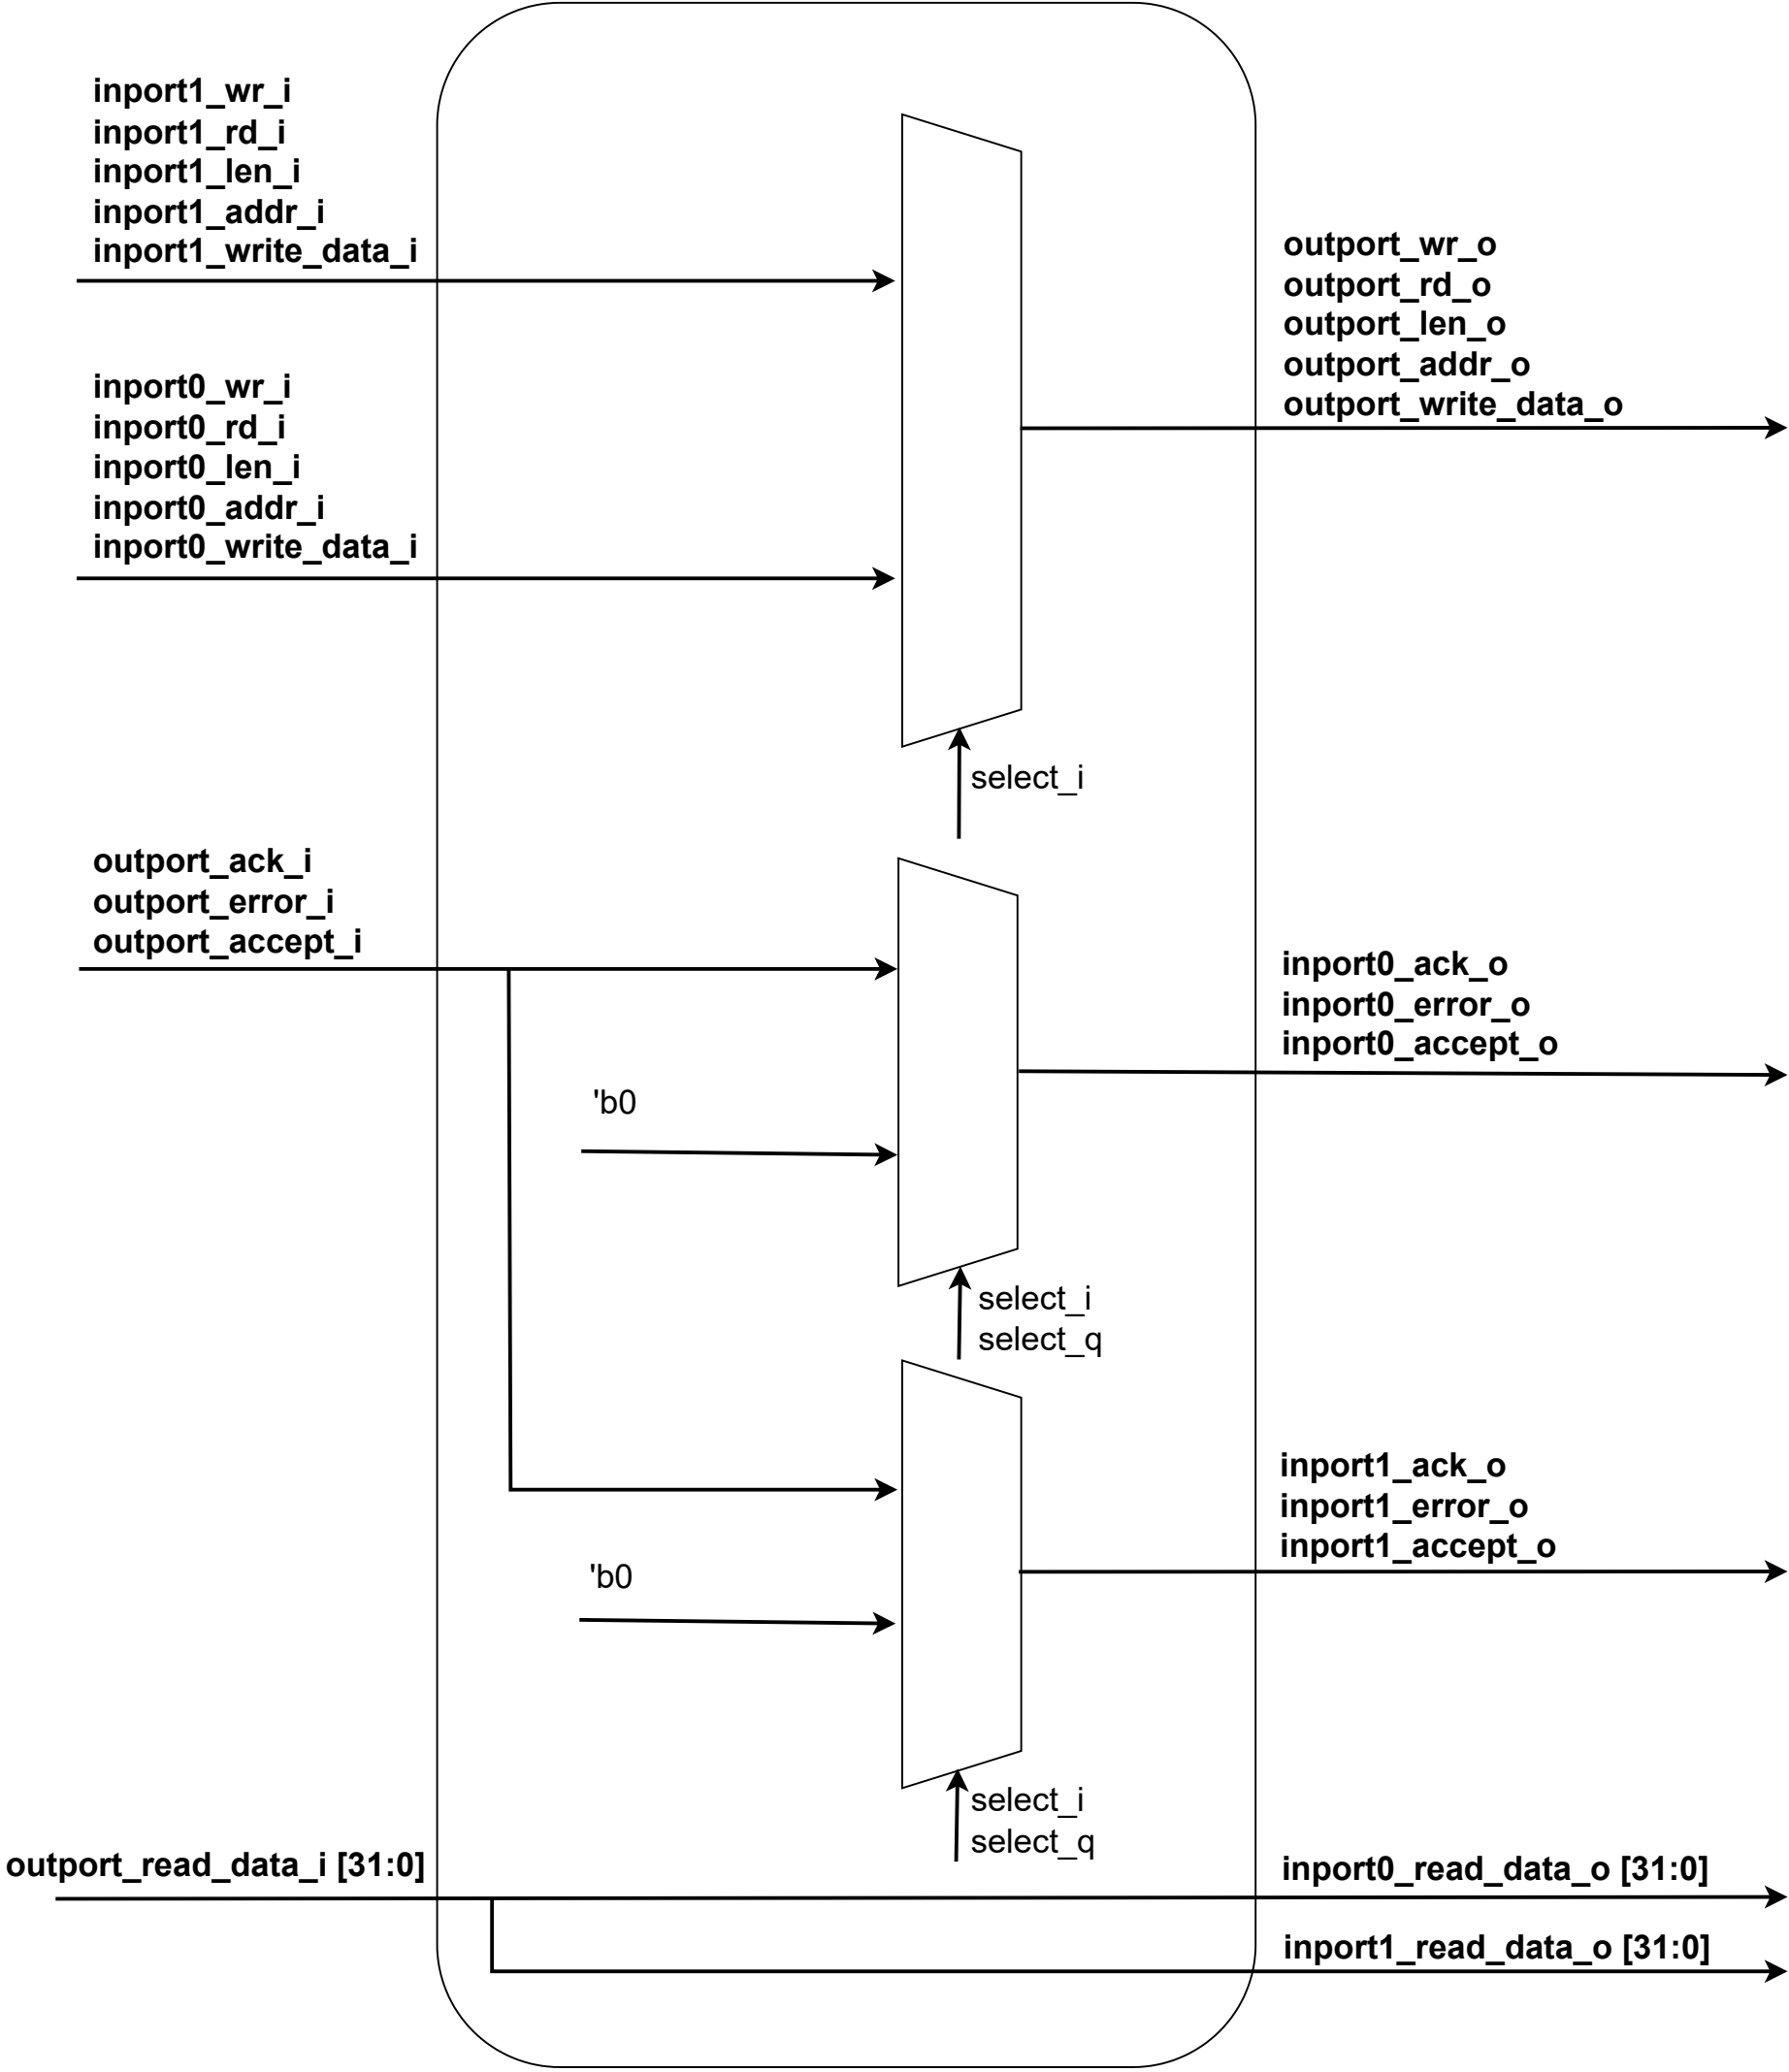 inport1_wr_i
inport1_rd_i
inport1_len_i
inport1_addr_i
inport1_write_data_i
outport_wr_o
outport_rd_o
outport_len_o
outport_addr_o
outport_write_data_o
inport0_wr_i
inport0_rd_i
inport0_len_i
inport0_addr_i
inport0_write_data_i
select_i
outport_ack_i
outport_error_i
outport_accept_i
inport0_ack_o
inport0_error_o
inport0_accept_o
'b0
select_i
select_q
inport1_ack_o
inport1_error_o
inport1_accept_o
'b0
select_i
select_q
outport_read_data_i [31:0]
inport0_read_data_o [31:0]
inport1_read_data_o [31:0]